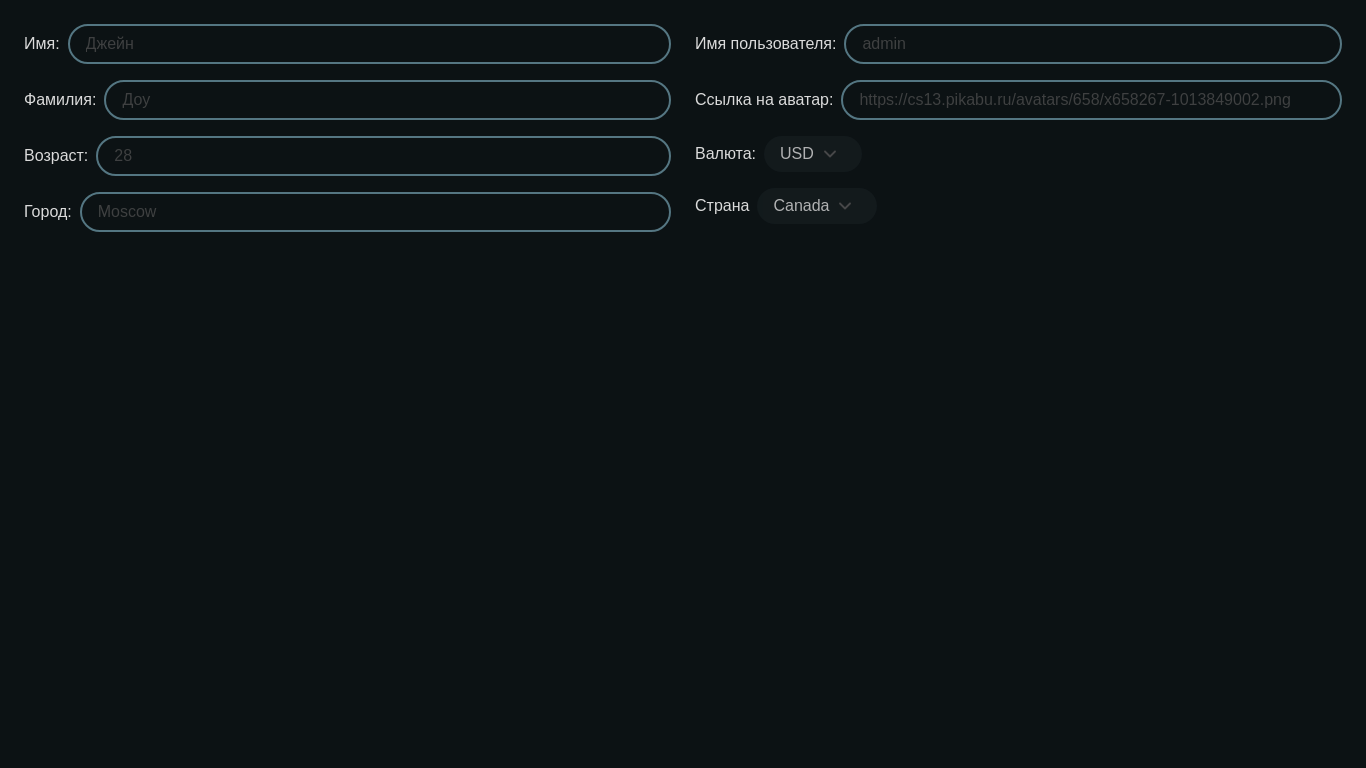 Имя: Джейн
Фамилия: Доу
Возраст: 28
Город: Moscow
Имя пользователя: admin
Ссылка на аватар: https://cs13.pikabu.ru/avatars/658/x658267-1013849002.png
Валюта: USD
Страна Canada